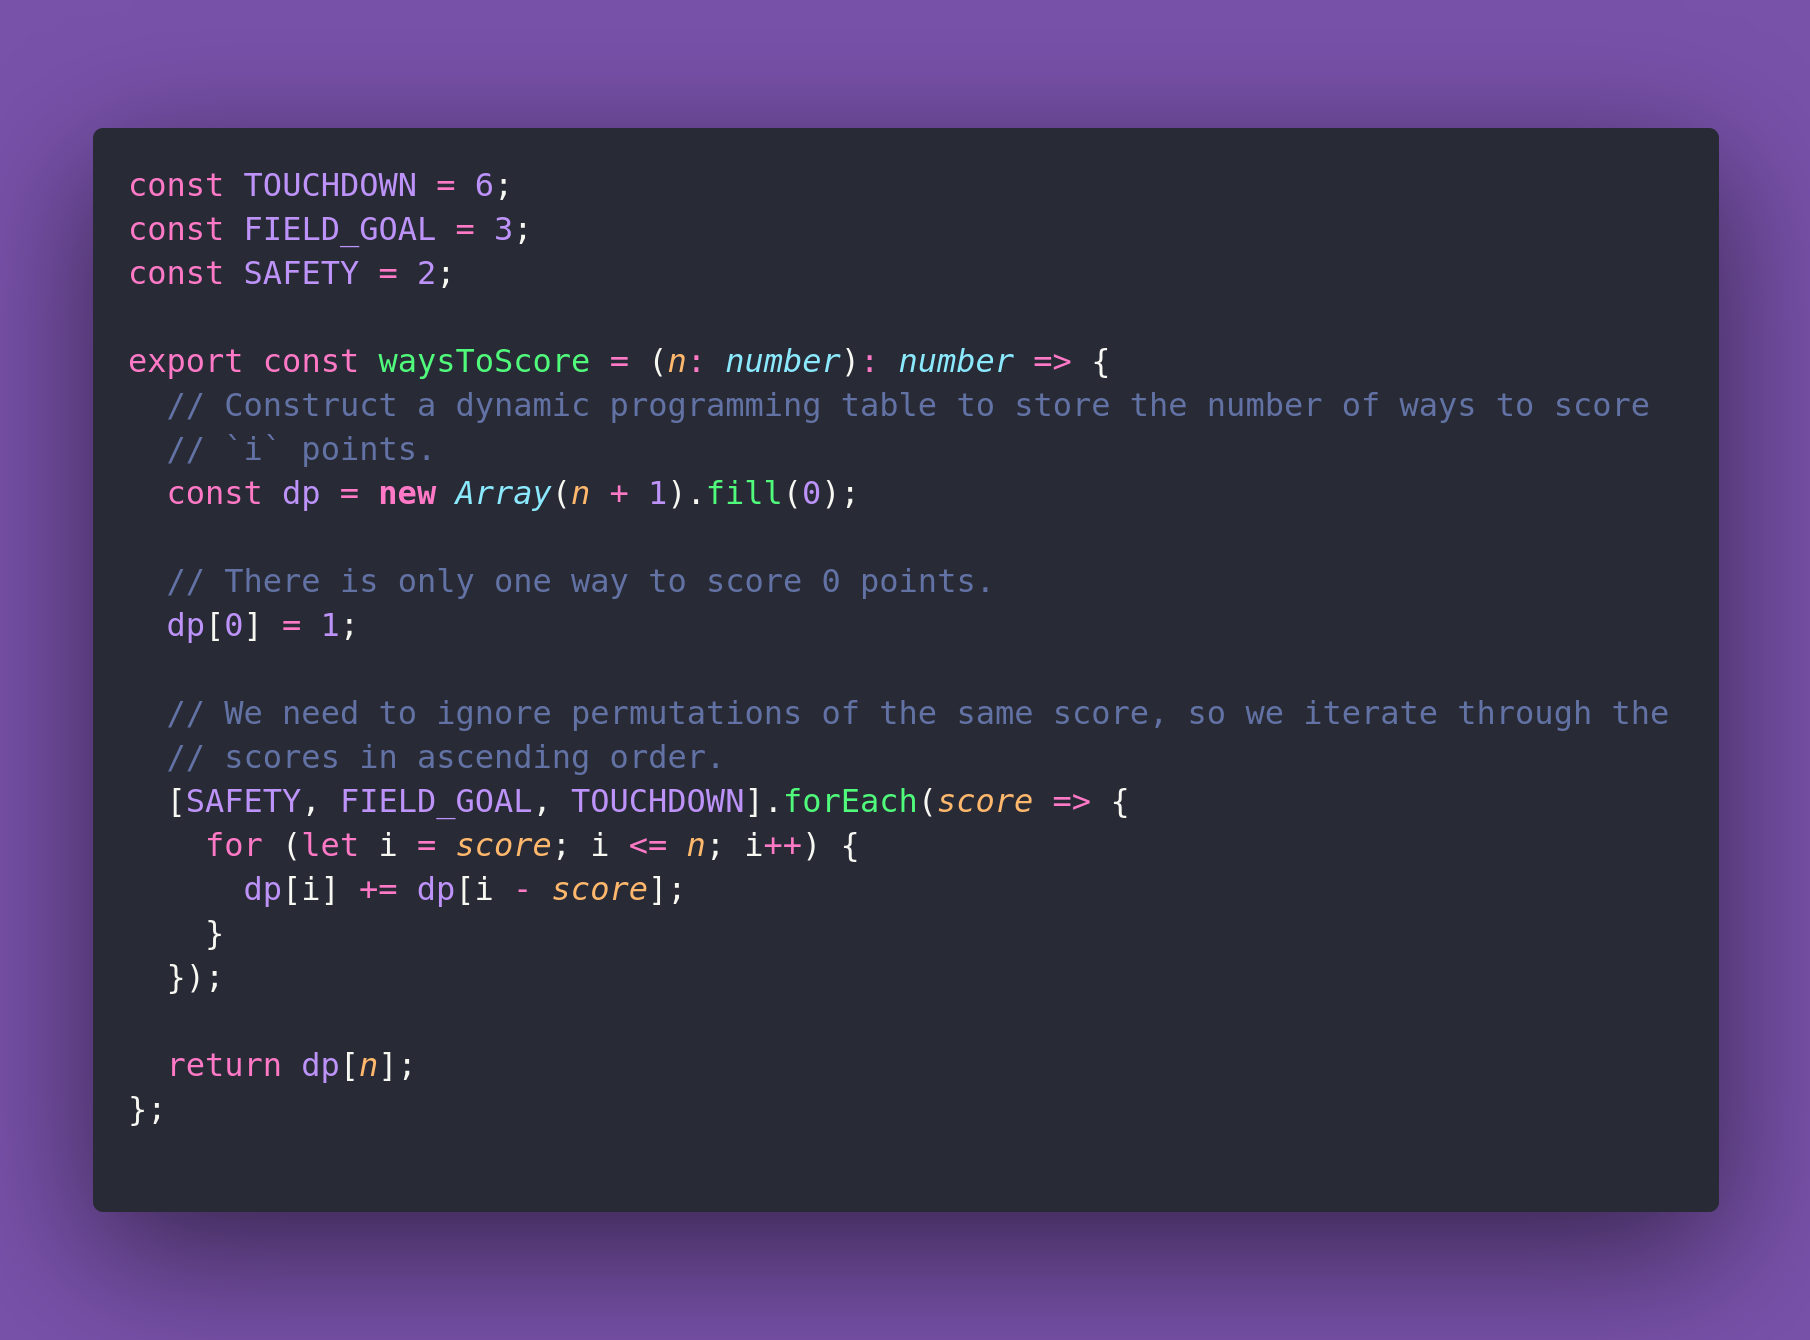 const TOUCHDOWN = 6;
const FIELD_GOAL = 3;
const SAFETY = 2;

export const waysToScore = (n: number): number => {
  // Construct a dynamic programming table to store the number of ways to score
  // `i` points.
  const dp = new Array(n + 1).fill(0);

  // There is only one way to score 0 points.
  dp[0] = 1;

  // We need to ignore permutations of the same score, so we iterate through the
  // scores in ascending order.
  [SAFETY, FIELD_GOAL, TOUCHDOWN].forEach(score => {
    for (let i = score; i <= n; i++) {
      dp[i] += dp[i - score];
    }
  });

  return dp[n];
};